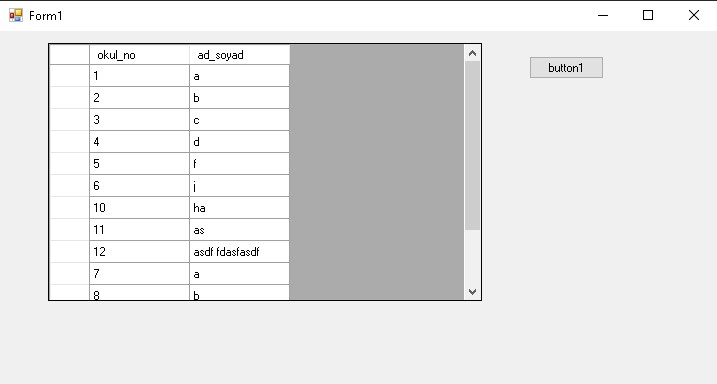 Form1
okul_no ad_soyad
button1
1 a
2 b
3 c
4 d
5 f
6 j
10 ha
11 as
12 asdf fdasfasdf
7 a
8 b